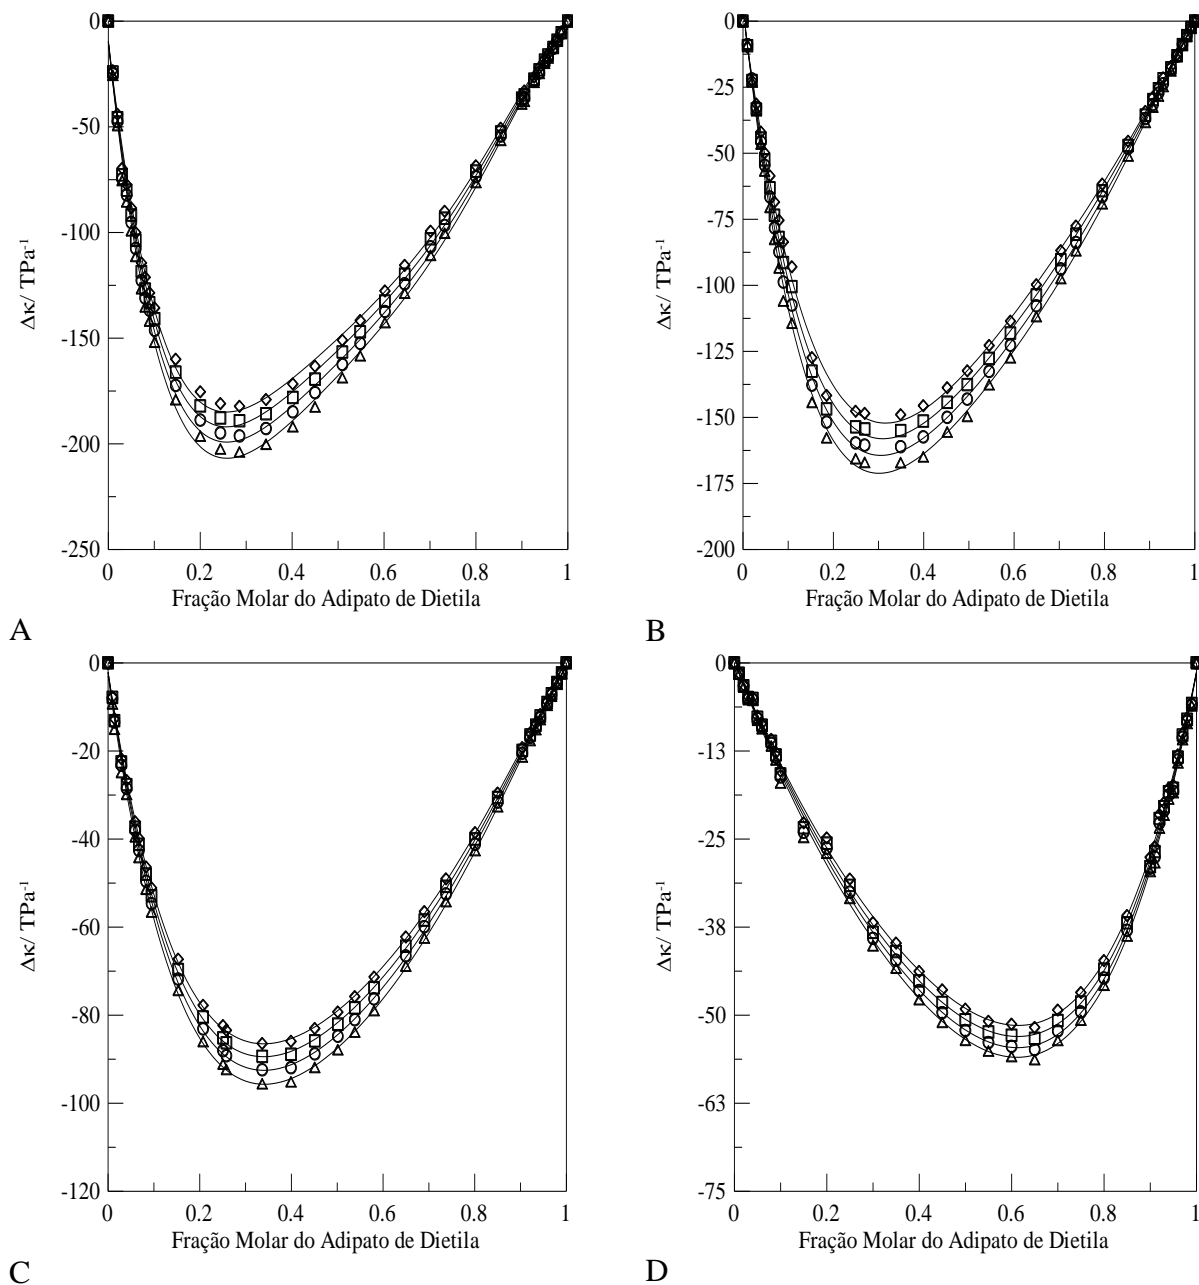 0
-50
-100
-150
-200
-250
Δκ/ TPa⁻¹
0 0.2 0.4 0.6 0.8 1
Fração Molar do Adipato de Dietila
A
0
-25
-50
-75
-100
-125
-150
-175
-200
Δκ/ TPa⁻¹
0 0.2 0.4 0.6 0.8 1
Fração Molar do Adipato de Dietila
B
0
-20
-40
-60
-80
-100
-120
Δκ/ TPa⁻¹
0 0.2 0.4 0.6 0.8 1
Fração Molar do Adipato de Dietila
C
0
-13
-25
-38
-50
-63
-75
Δκ/ TPa⁻¹
0 0.2 0.4 0.6 0.8 1
Fração Molar do Adipato de Dietila
D